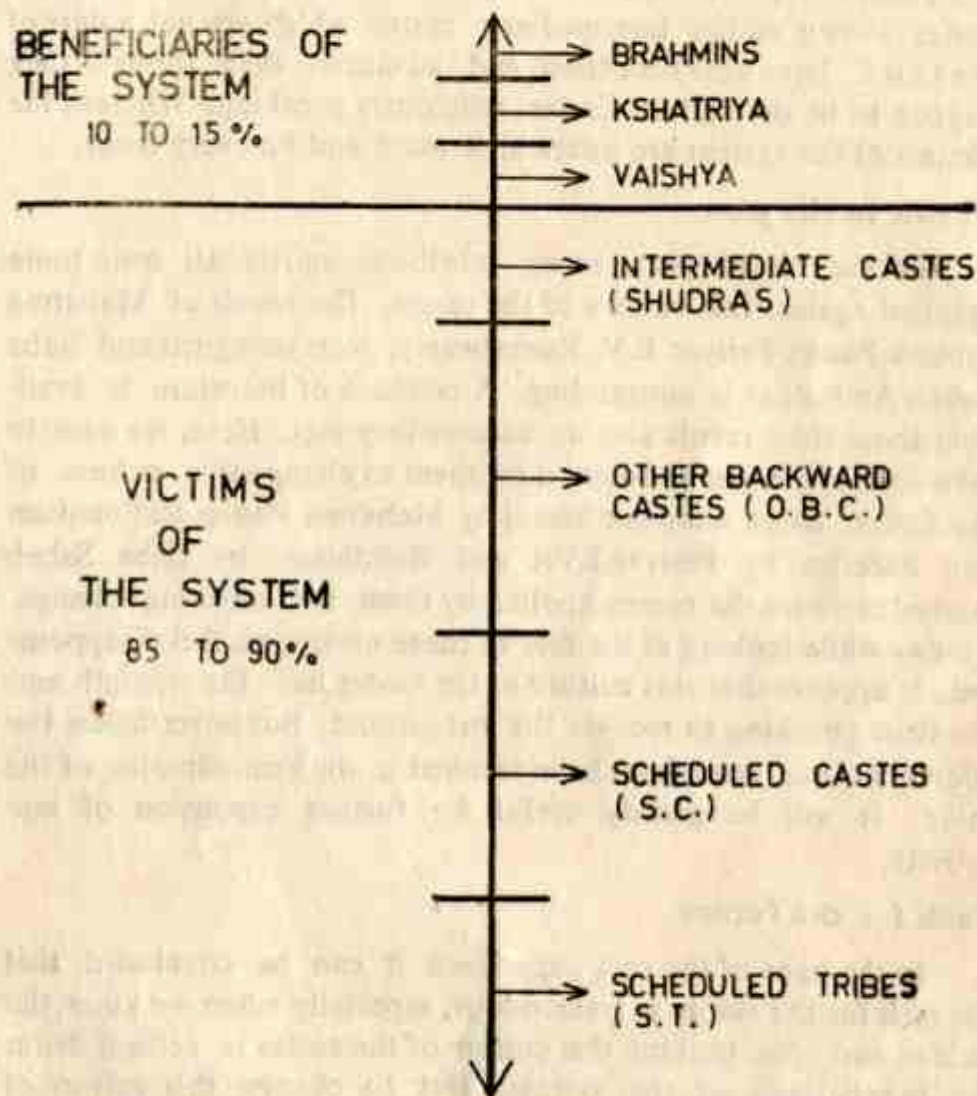 BENEFICIARIES OF
THE SYSTEM
10 TO 15 %
BRAHMINS
KSHATRIYA
VAISHYA
INTERMEDIATE CASTES
(SHUDRAS)
OTHER BACKWARD
CASTES (O.B.C.)
VICTIMS
OF
THE SYSTEM
85 TO 90%
SCHEDULED CASTES
(S.C.)
SCHEDULED TRIBES
(S.T.)